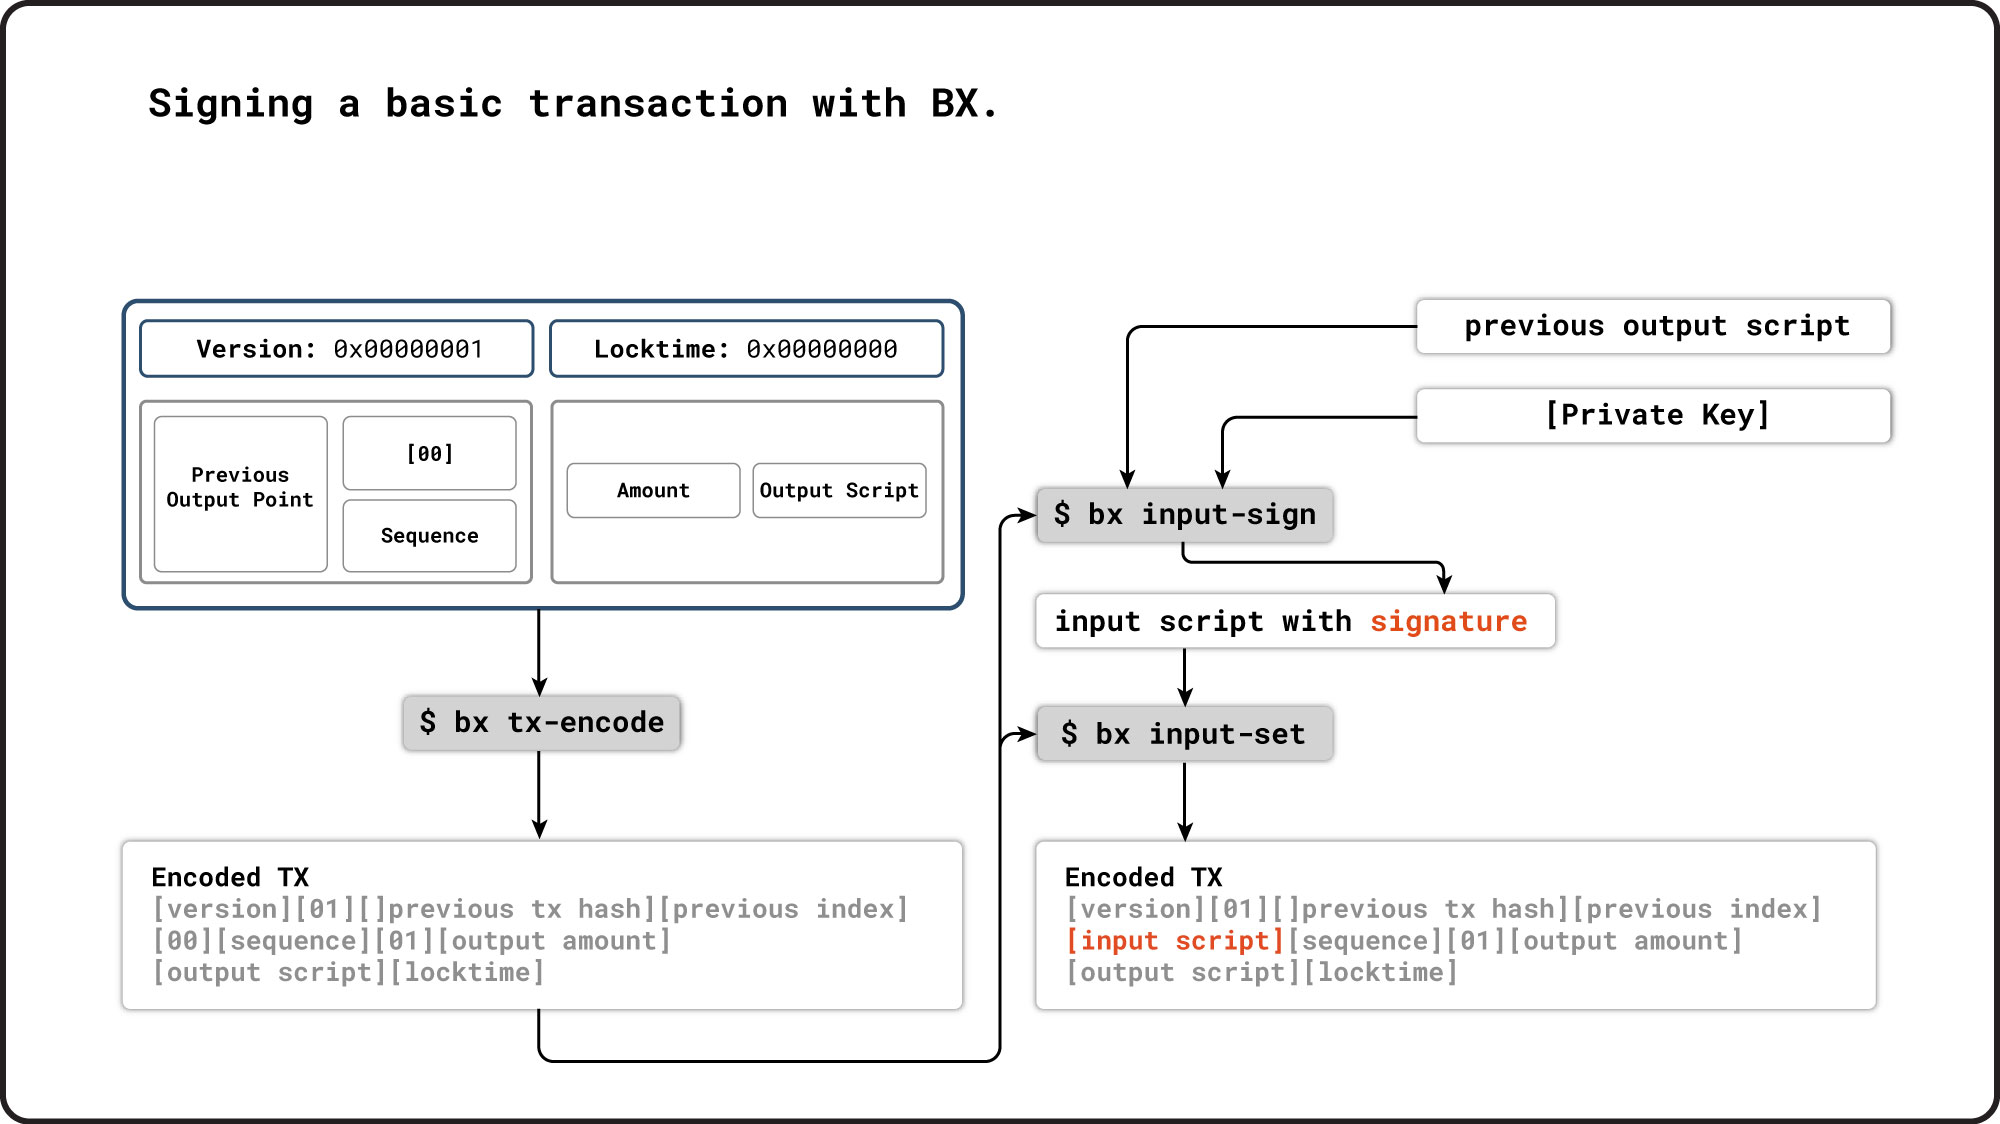 Signing a basic transaction with BX.
Version: 0x00000001
Locktime: 0x00000000
Previous
Output Point
[00]
Sequence
Amount
Output Script
$ bx tx-encode
Encoded TX
[version][01][]previous tx hash][previous index]
[00][sequence][01][output amount]
[output script][locktime]
previous output script
[Private Key]
$ bx input-sign
input script with signature
$ bx input-set
Encoded TX
[version][01][]previous tx hash][previous index]
[input script][sequence][01][output amount]
[output script][locktime]